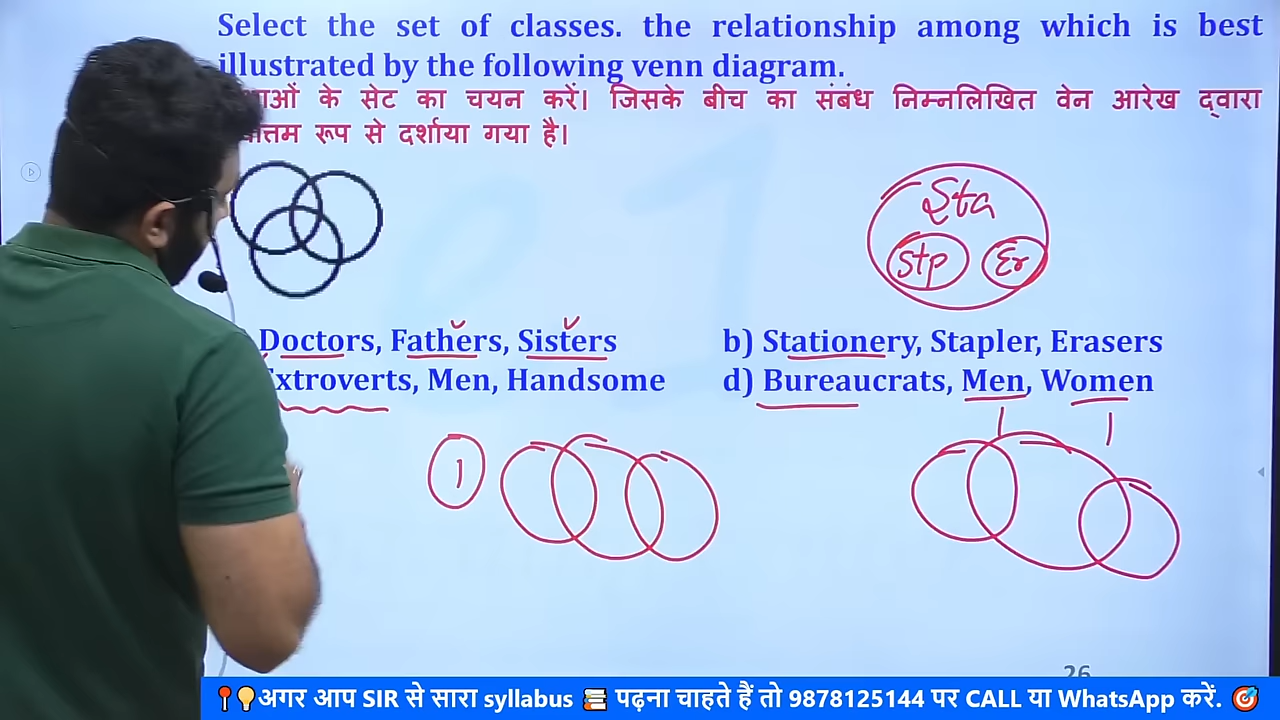 Select the set of classes. the relationship among which is best
illustrated by the following venn diagram.
के सेट का चयन करें। जिसके बीच का संबंध निम्नलिखित वेन आरेख द्वारा
रूप से दर्शाया गया है।
Sta
Stp Er
Doctors, Fathers, Sisters b) Stationery, Stapler, Erasers
Extroverts, Men, Handsome d) Bureaucrats, Men, Women
1
26
अगर आप SIR से सारा syllabus पढ़ना चाहते हैं तो 9878125144 पर CALL या WhatsApp करें.